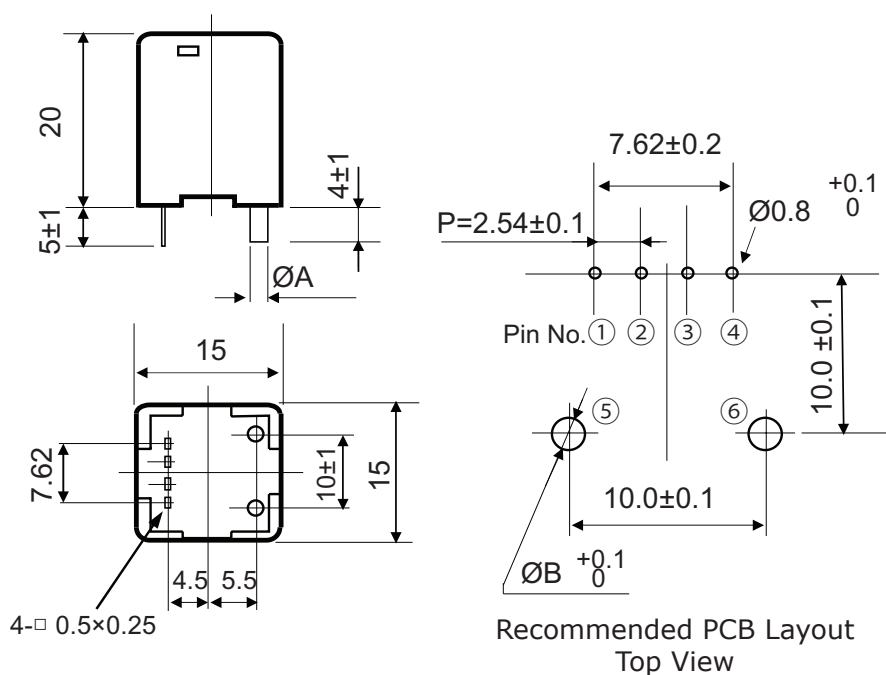 20
5±1
4±1
ØA
15
7.62
10±1
15
4.5
5.5
4-□ 0.5×0.25
7.62±0.2
P=2.54±0.1
Ø0.8 +0.1 0
Pin No. ① ② ③ ④
10.0 ±0.1
⑤ ⑥
10.0±0.1
ØB +0.1 0
Recommended PCB Layout
Top View